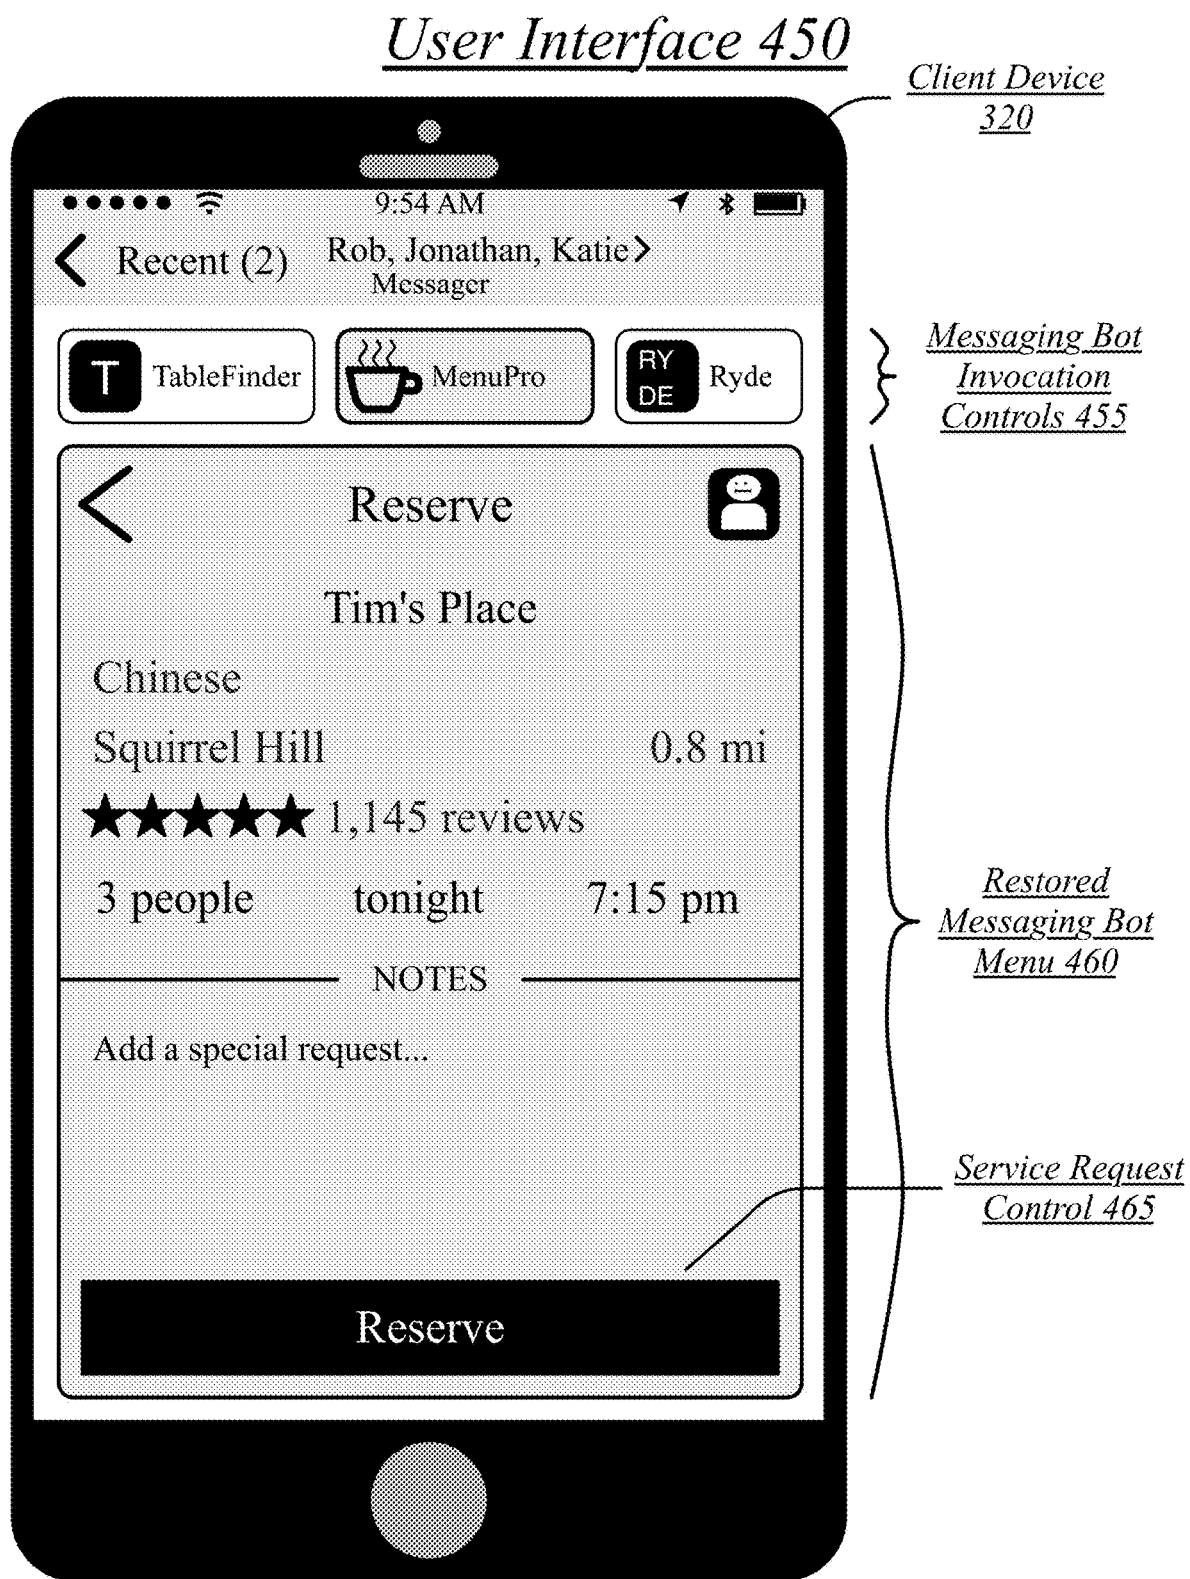 User Interface 450
Client Device
320
9:54 AM
Recent (2)
Rob, Jonathan, Katie
Messager
T
TableFinder
MenuPro
RY
DE
Ryde
Messaging Bot
Invocation
Controls 455
Reserve
Tim's Place
Chinese
Squirrel Hill 0.8 mi
1,145 reviews
3 people tonight 7:15 pm
Restored
Messaging Bot
Menu 460
NOTES
Add a special request...
Service Request
Control 465
Reserve